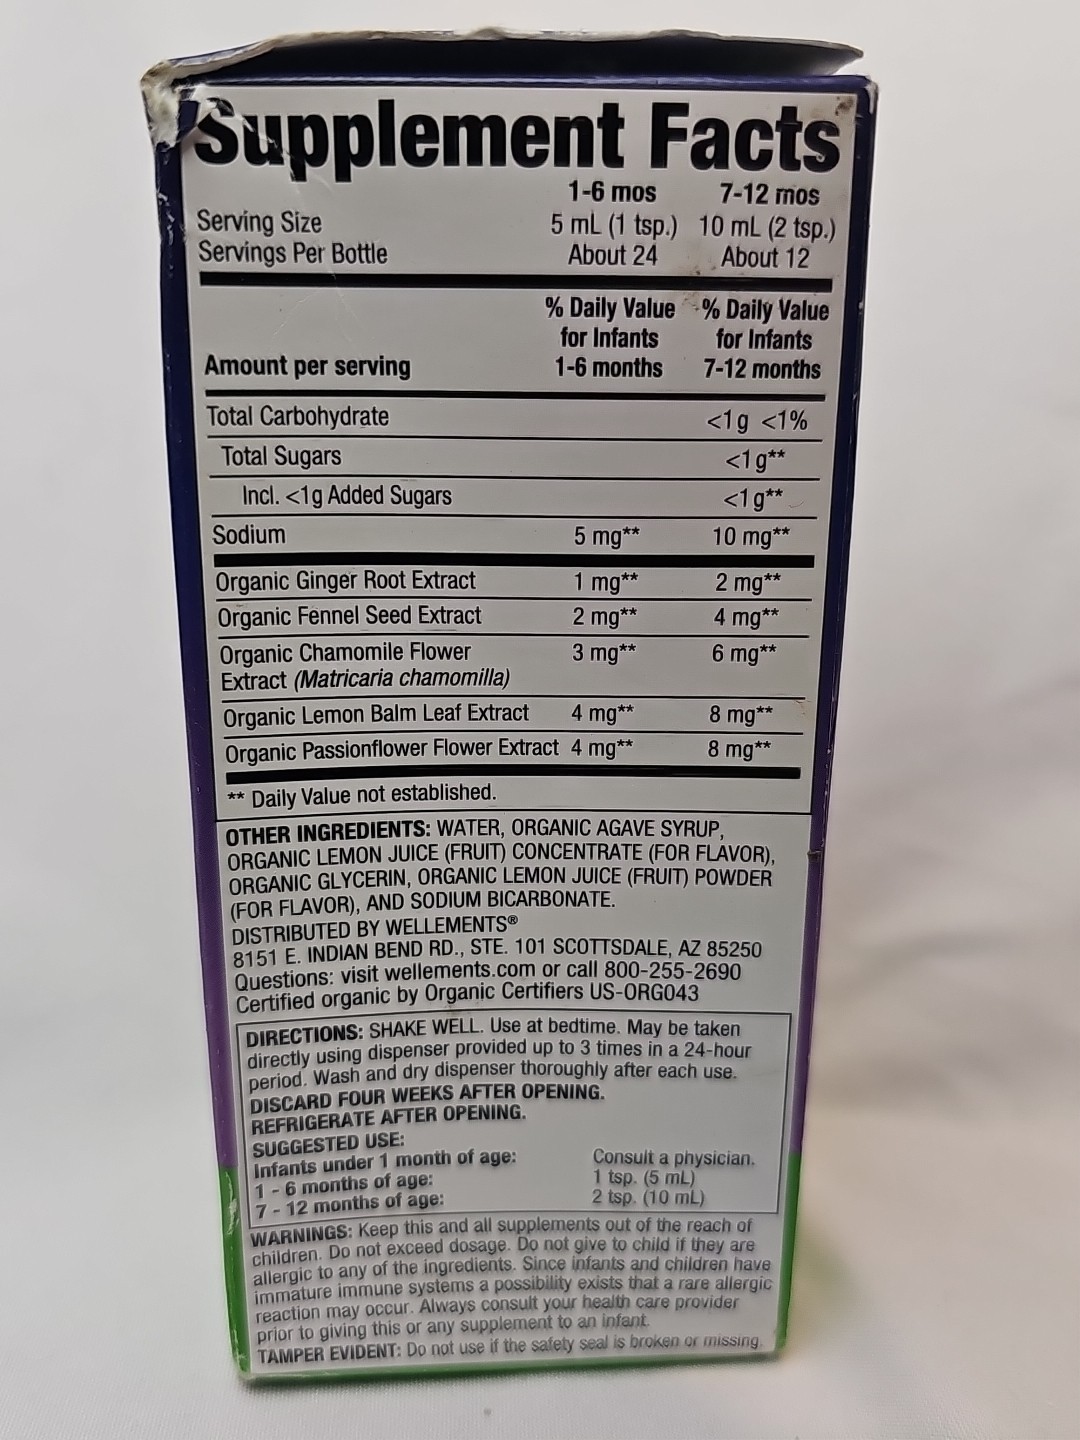 Supplement Facts
1-6 mos 7-12 mos
Serving Size 5 mL (1 tsp.) 10 mL (2 tsp.)
Servings Per Bottle About 24 About 12
% Daily Value % Daily Value
for Infants for Infants
Amount per serving 1-6 months 7-12 months
Total Carbohydrate <1g <1%
Total Sugars <1g**
Incl. <1g Added Sugars <1g**
Sodium 5 mg** 10 mg**
Organic Ginger Root Extract 1 mg** 2 mg**
Organic Fennel Seed Extract 2 mg** 4 mg**
Organic Chamomile Flower 3 mg** 6 mg**
Extract (Matricaria chamomilla)
Organic Lemon Balm Leaf Extract 4 mg** 8 mg**
Organic Passionflower Flower Extract 4 mg** 8 mg**
** Daily Value not established.
OTHER INGREDIENTS: WATER, ORGANIC AGAVE SYRUP,
ORGANIC LEMON JUICE (FRUIT) CONCENTRATE (FOR FLAVOR),
ORGANIC GLYCERIN, ORGANIC LEMON JUICE (FRUIT) POWDER
(FOR FLAVOR), AND SODIUM BICARBONATE.
DISTRIBUTED BY WELLEMENTS®
8151 E. INDIAN BEND RD., STE. 101 SCOTTSDALE, AZ 85250
Questions: visit wellements.com or call 800-255-2690
Certified organic by Organic Certifiers US-ORG043
DIRECTIONS: SHAKE WELL. Use at bedtime. May be taken
directly using dispenser provided up to 3 times in a 24-hour
period. Wash and dry dispenser thoroughly after each use.
DISCARD FOUR WEEKS AFTER OPENING.
REFRIGERATE AFTER OPENING.
SUGGESTED USE:
Infants under 1 month of age: Consult a physician.
1 - 6 months of age: 1 tsp. (5 mL)
7 - 12 months of age: 2 tsp. (10 mL)
WARNINGS: Keep this and all supplements out of the reach of
children. Do not exceed dosage. Do not give to child if they are
allergic to any of the ingredients. Since infants and children have
immature immune systems a possibility exists that a rare allergic
reaction may occur. Always consult your health care provider
prior to giving this or any supplement to an infant.
TAMPER EVIDENT: Do not use if the safety seal is broken or missing.